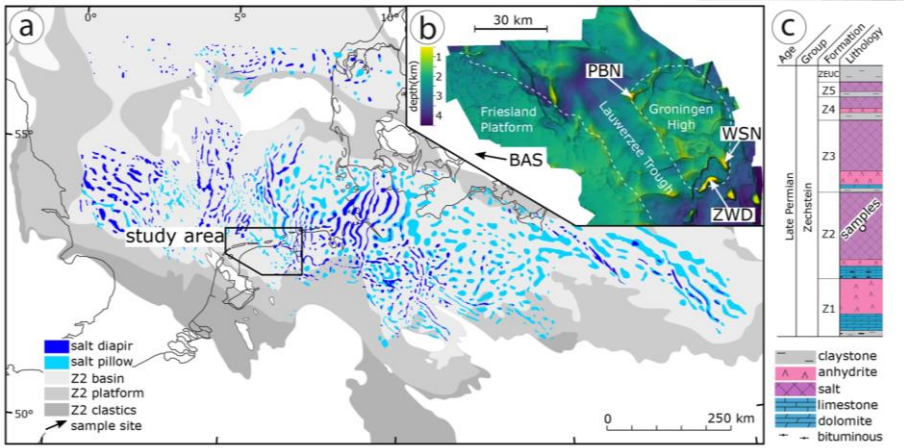 a
0°
5°
10°
55°
50°
study area
salt diapir
salt pillow
Z2 basin
Z2 platform
Z2 clastics
sample site
0
250 km
b
30 km
depth(km)
1
2
3
4
PBN
Friesland
Platform
Lauwerzee Trough
Groningen
High
WSN
BAS
ZWD
c
Age
Group
Formation
Lithology
Late Permian
Zechstein
ZEUC
Z5
Z4
Z3
Z2
Z1
samples
claystone
anhydrite
salt
limestone
dolomite
bituminous